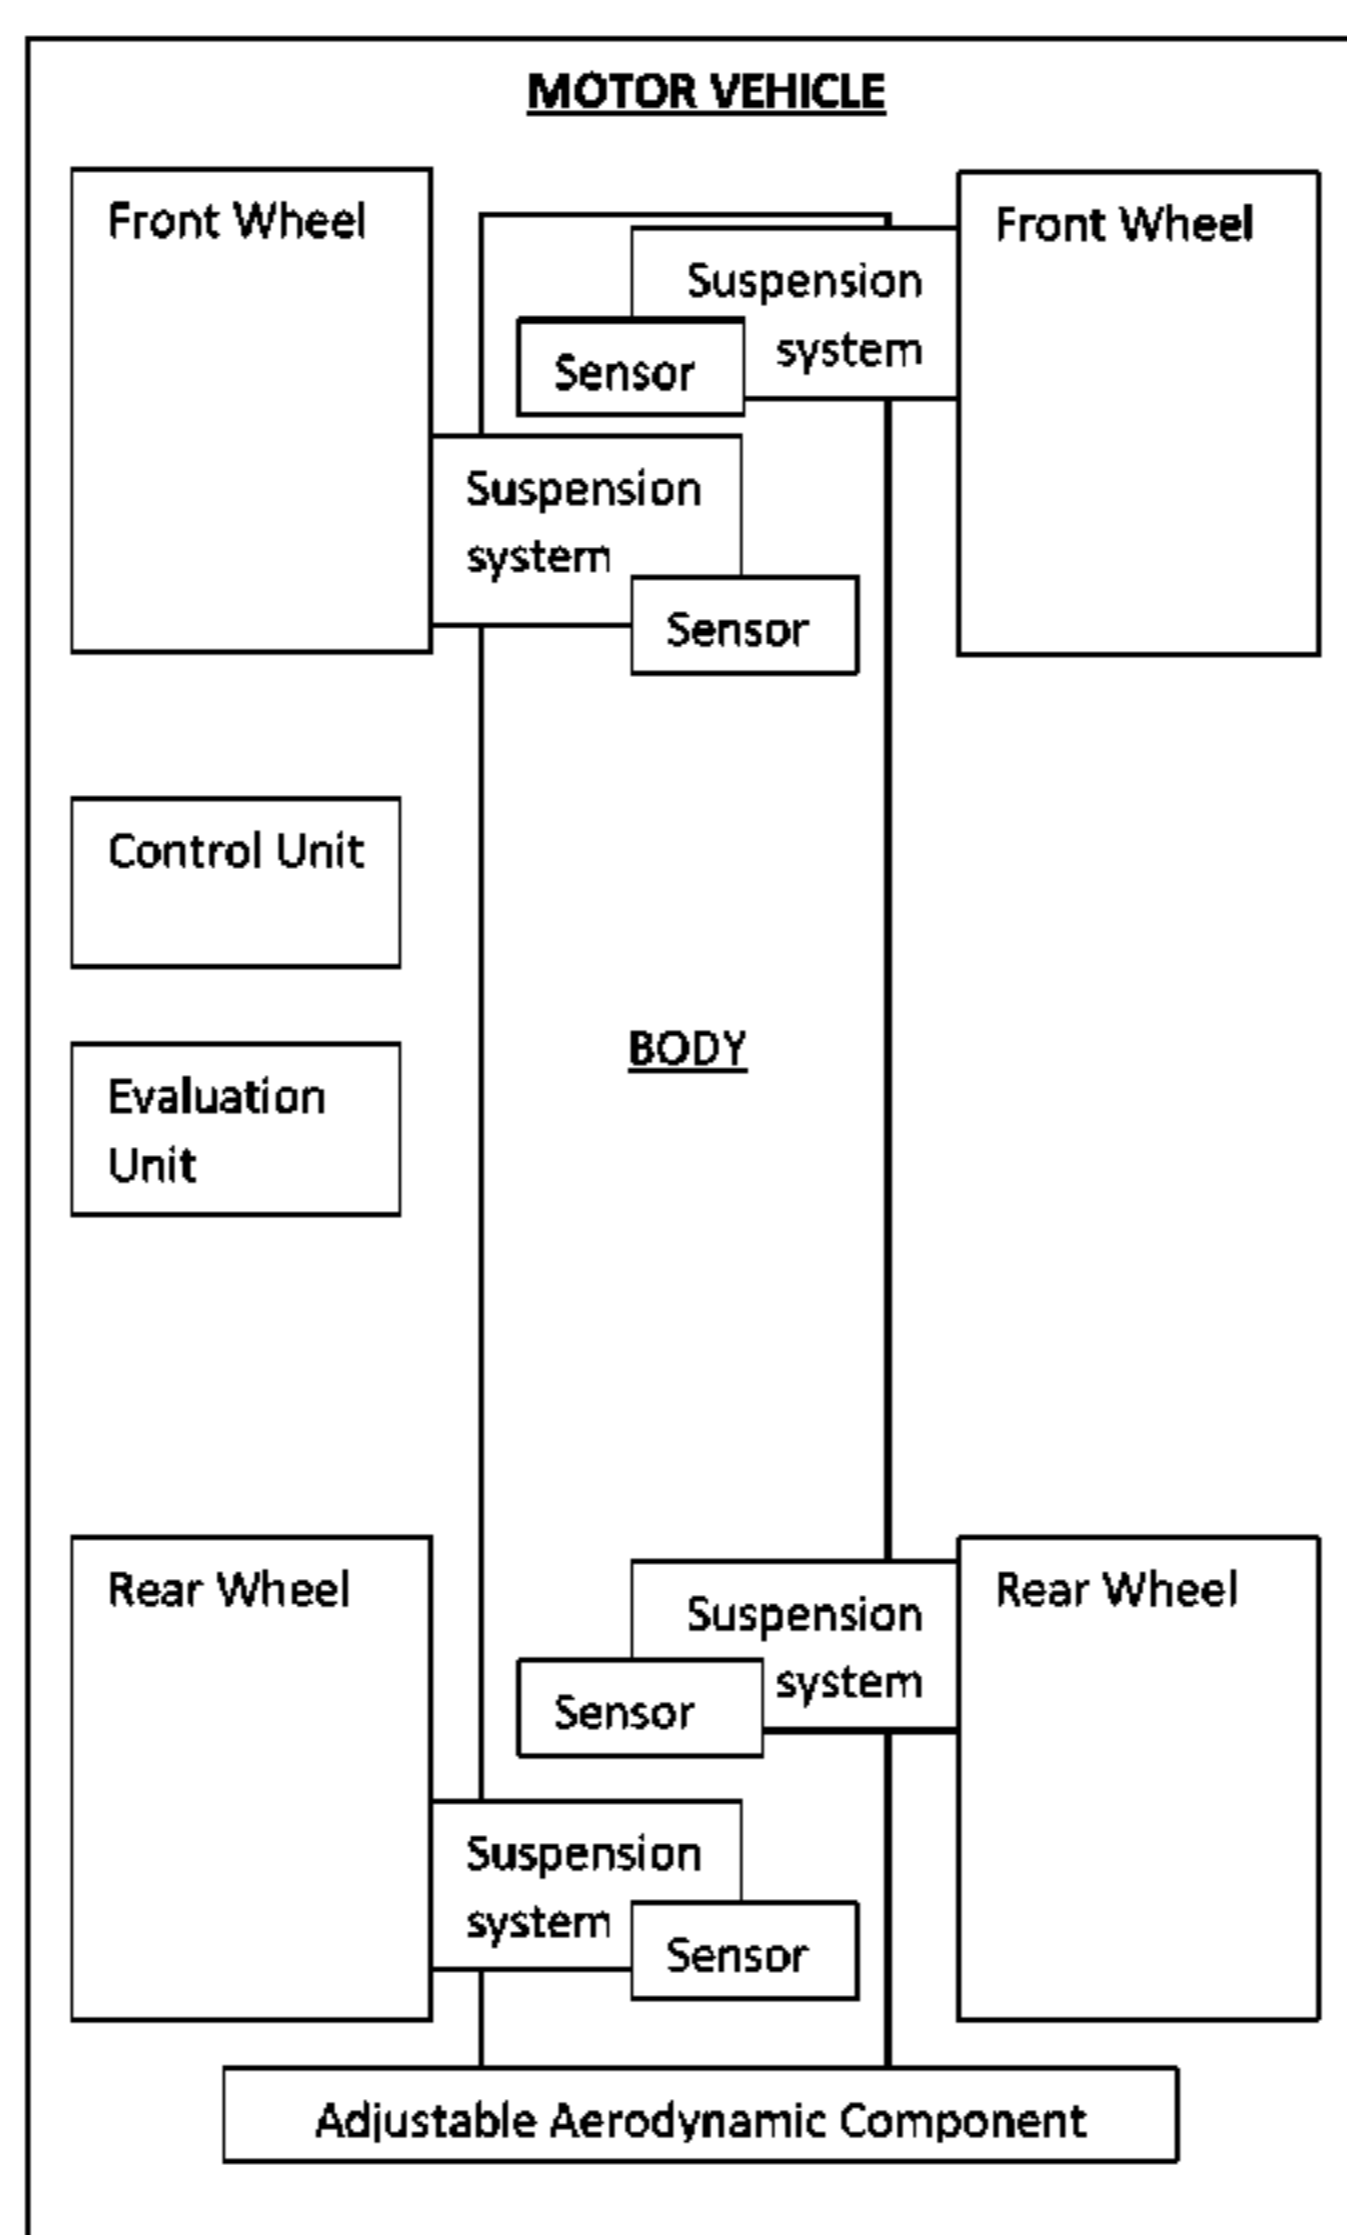 MOTOR VEHICLE
Front Wheel
Front Wheel
Suspension
system
Sensor
Suspension
system
Sensor
Control Unit
BODY
Evaluation
Unit
Rear Wheel
Rear Wheel
Suspension
system
Sensor
Suspension
system
Sensor
Adjustable Aerodynamic Component